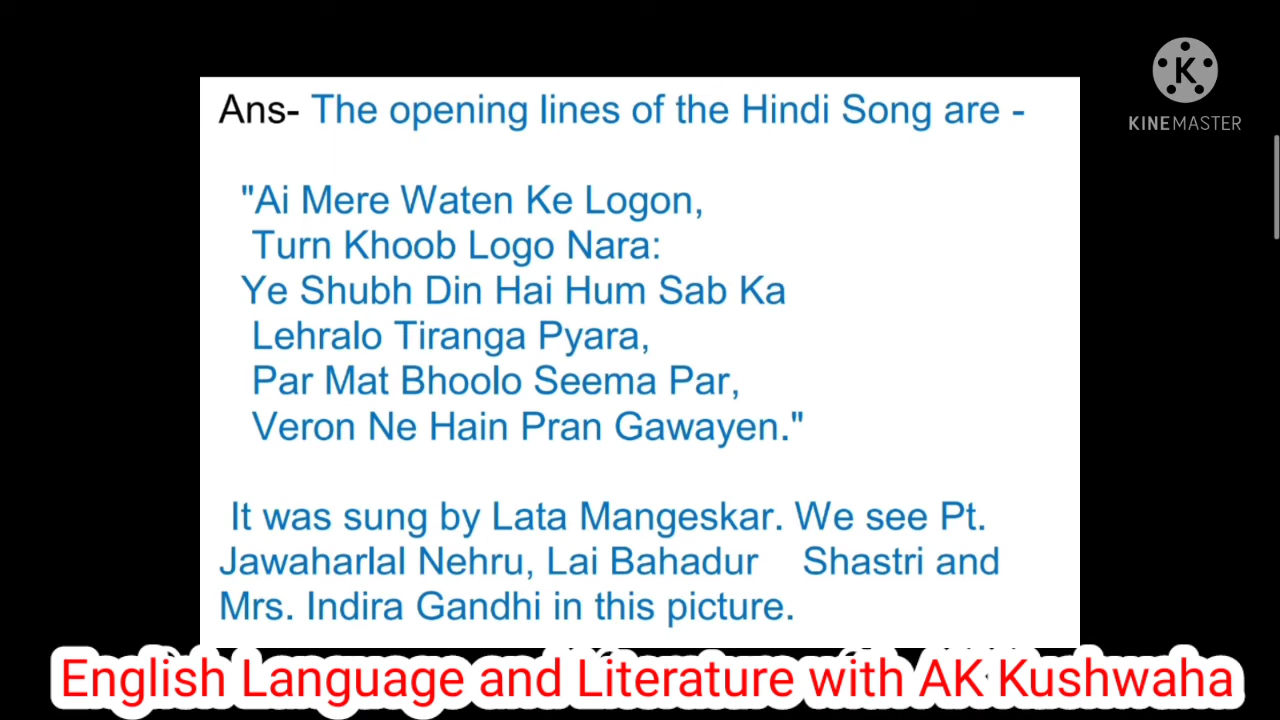 KINEMASTER
Ans- The opening lines of the Hindi Song are -
"Ai Mere Waten Ke Logon,
Turn Khoob Logo Nara:
Ye Shubh Din Hai Hum Sab Ka
Lehralo Tiranga Pyara,
Par Mat Bhoolo Seema Par,
Veron Ne Hain Pran Gawayen."
It was sung by Lata Mangeskar. We see Pt.
Jawaharlal Nehru, Lai Bahadur Shastri and
Mrs. Indira Gandhi in this picture.
English Language and Literature with AK Kushwaha